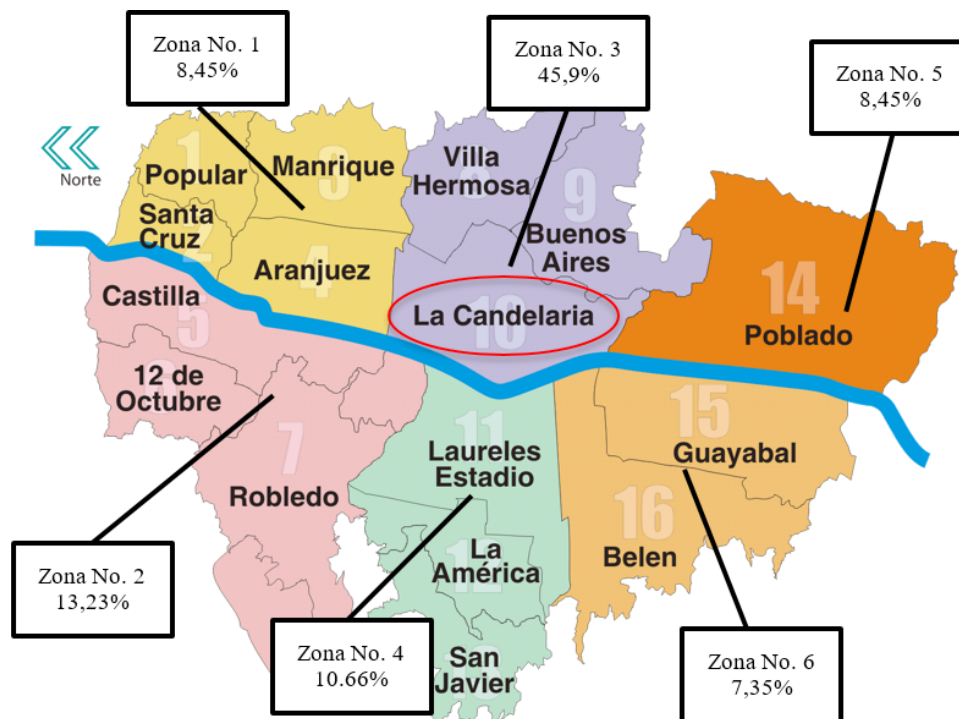 Zona No. 1
8,45%
Zona No. 3
45,9%
Zona No. 5
8,45%
Norte
1
Popular
3
Manrique
8
Villa
Hermosa
9
Buenos
Aires
2
Santa
Cruz
4
Aranjuez
10
La Candelaria
14
Poblado
5
Castilla
6
12 de
Octubre
7
Robledo
11
Laureles
Estadio
15
Guayabal
16
Belen
12
La
América
13
San
Javier
Zona No. 2
13,23%
Zona No. 4
10.66%
Zona No. 6
7,35%